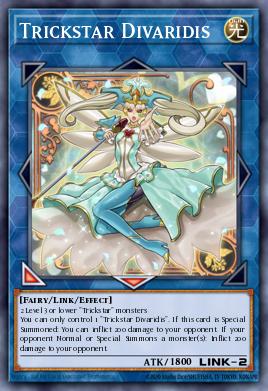 TRICKSTAR DIVARIDIS
光
[FAIRY/LINK/EFFECT]
2 Level 3 or lower "Trickstar" monsters
You can only control 1 "Trickstar Divaridis". If this card is Special
Summoned: You can inflict 200 damage to your opponent. If your
opponent Normal or Special Summons a monster(s): Inflict 200
damage to your opponent.
ATK/1800 LINK-2